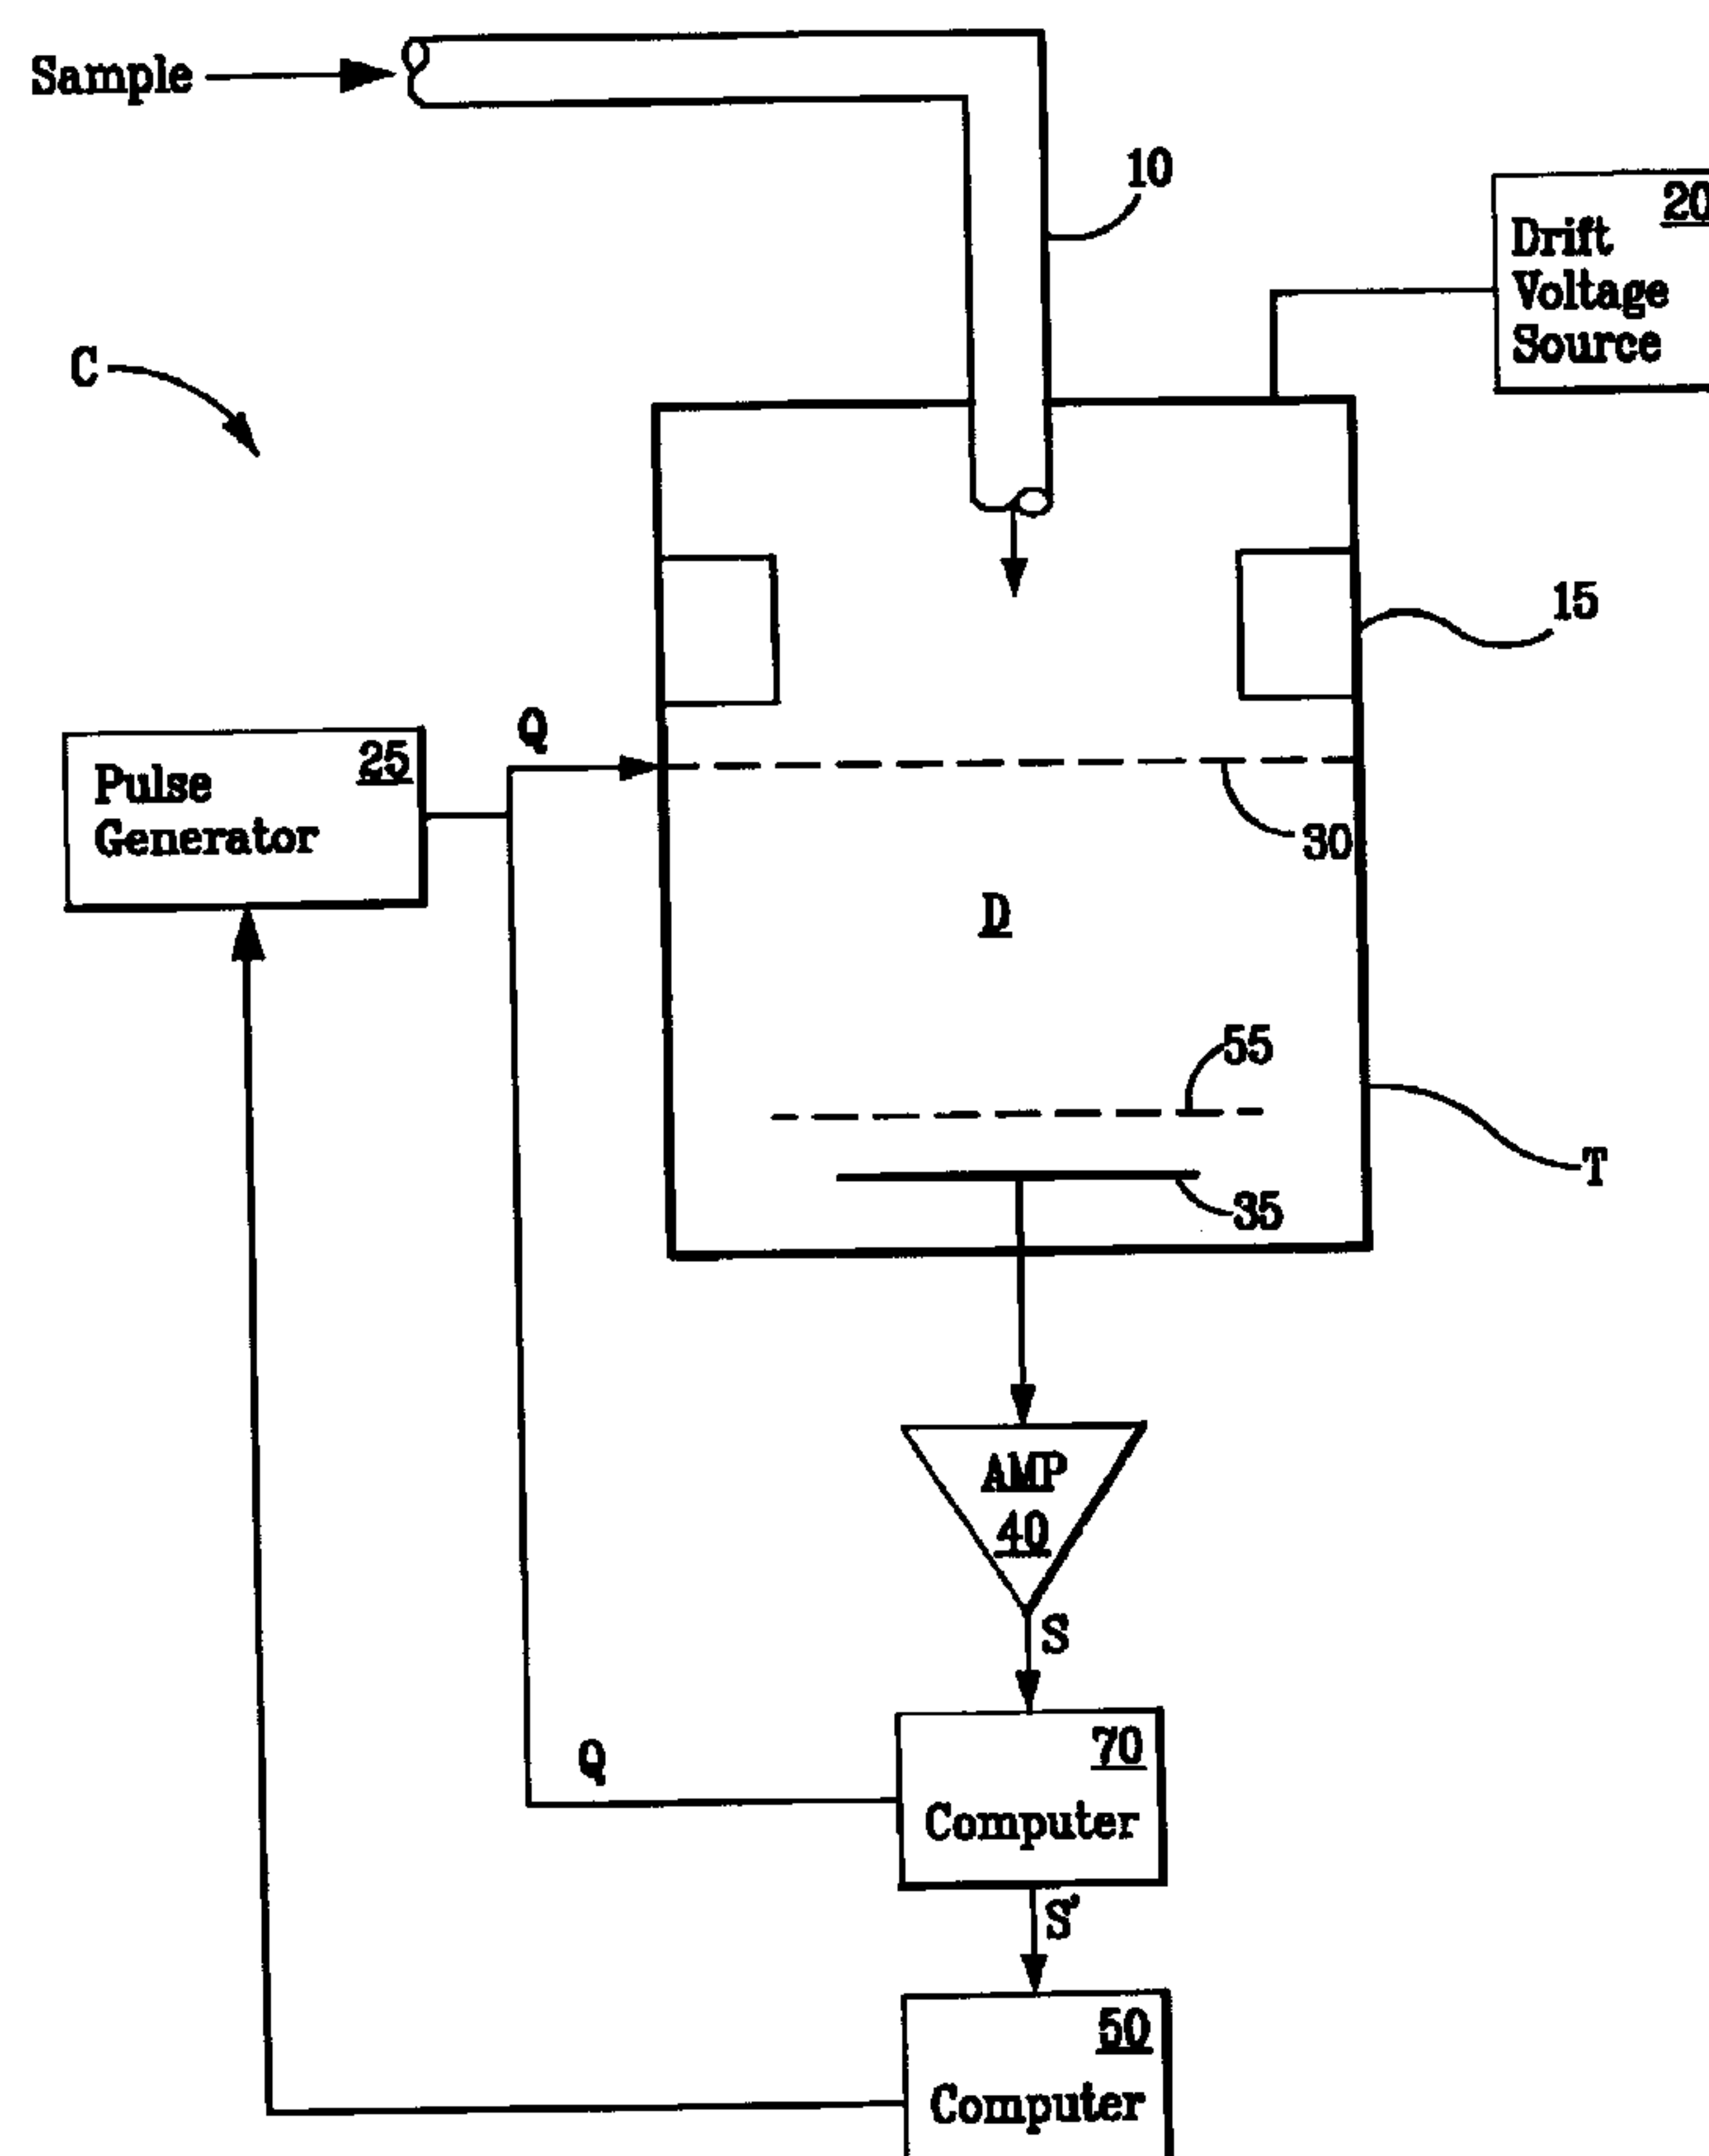 Sample
10
20
Drift
Voltage
Source
C
15
Q
25
Pulse
Generator
30
D
55
T
35
AMP
40
S
Q
70
Computer
S'
50
Computer